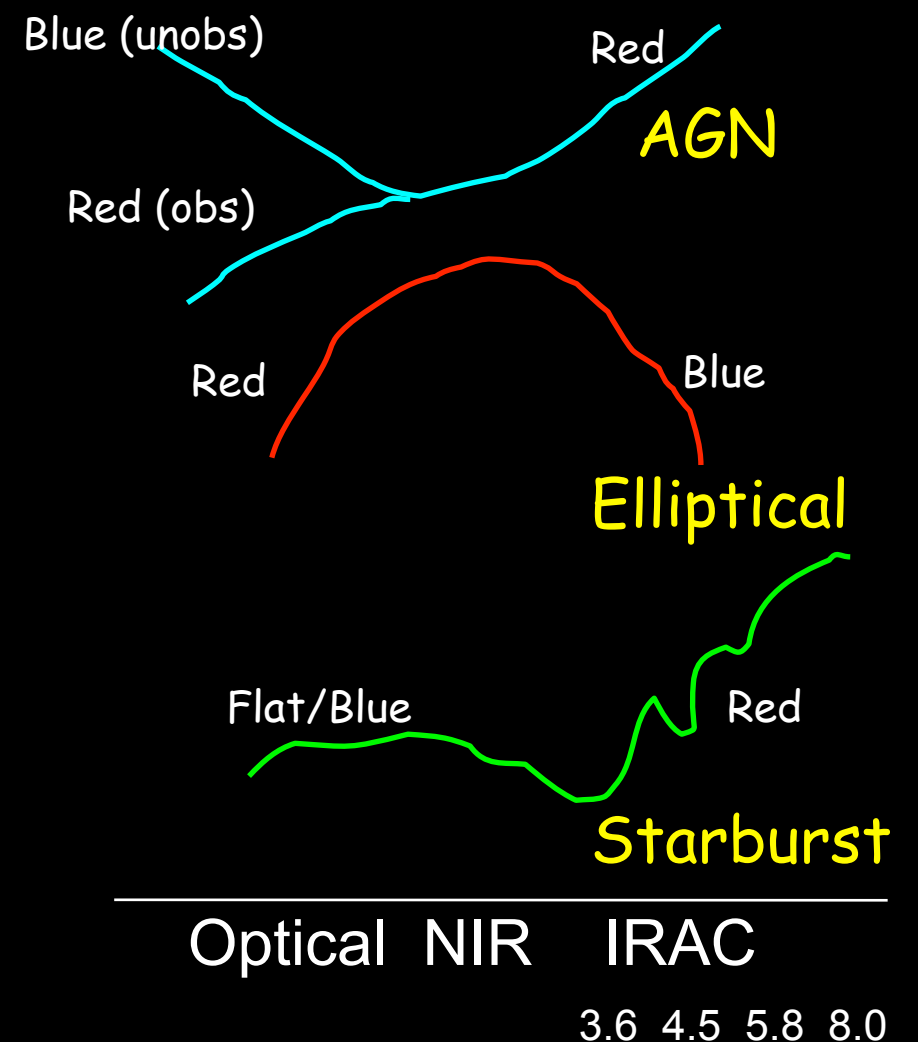 Blue (unobs)
Red
AGN
Red (obs)
Red
Blue
Elliptical
Flat/Blue
Red
Starburst
Optical NIR IRAC
3.6 4.5 5.8 8.0